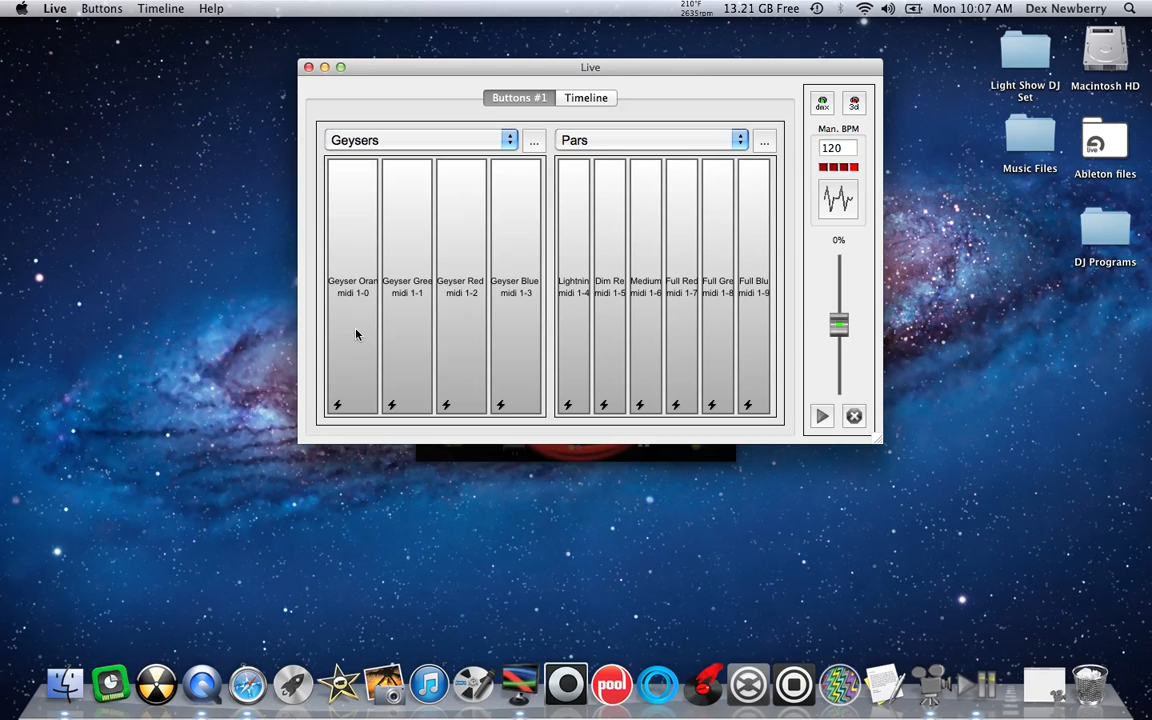 Live Buttons Timeline Help
210°F
2635rpm
13.21 GB Free
Mon 10:07 AM
Dex Newberry
Live
Buttons #1
Timeline
Geysers
...
Pars
...
Geyser Oran
midi 1-0
Geyser Gree
midi 1-1
Geyser Red
midi 1-2
Geyser Blue
midi 1-3
Lightnin
midi 1-4
Dim Re
midi 1-5
Medium
midi 1-6
Full Red
midi 1-7
Full Gre
midi 1-8
Full Blu
midi 1-9
dmx
3d
Man. BPM
120
0%
Light Show DJ
Set
Macintosh HD
Music Files
live
Ableton files
DJ Programs
pool